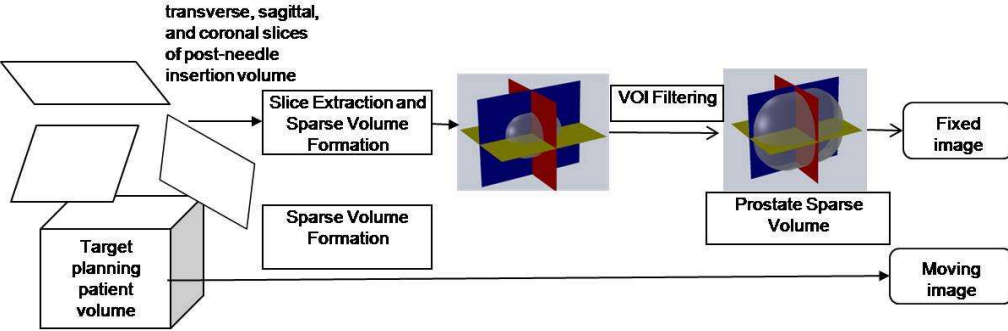 transverse, sagittal,
and coronal slices
of post-needle
insertion volume
Slice Extraction and
Sparse Volume
Formation
VOI Filtering
Fixed
image
Prostate Sparse
Volume
Sparse Volume
Formation
Target
planning
patient
volume
Moving
image